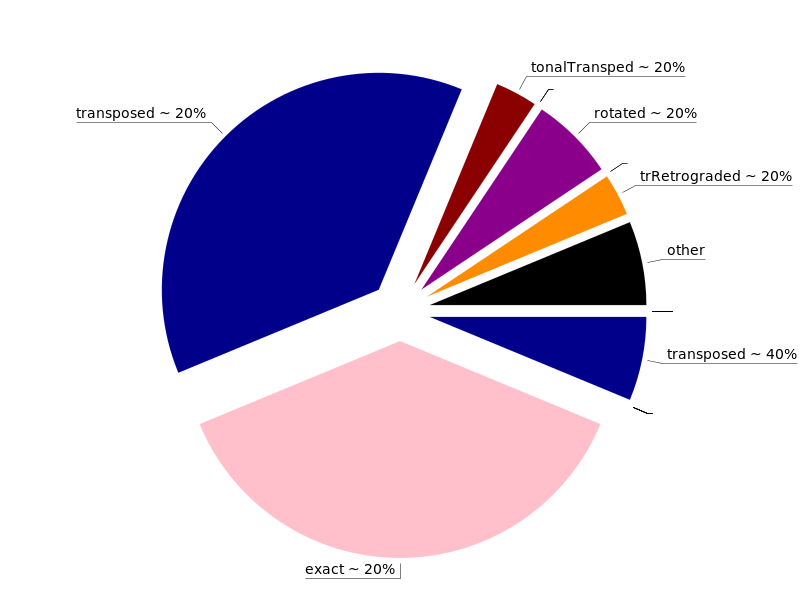 tonalTransped ~ 20%
transposed ~ 20%
rotated ~ 20%
trRetrograded ~ 20%
other
transposed ~ 40%
exact ~ 20%